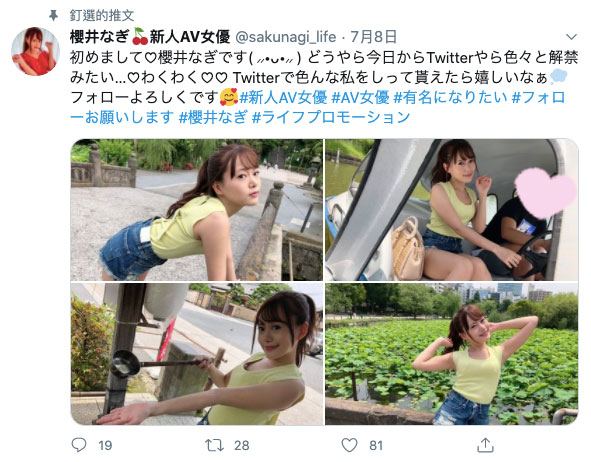 釘選的推文
櫻井なぎ🍒新人AV女優 @sakunagi_life · 7月8日
初めまして♡櫻井なぎです( ⸝⸝•ᴗ•⸝⸝ ) どうやら今日からTwitterやら色々と解禁
みたい...♡わくわく♡♡ Twitterで色んな私をしって貰えたら嬉しいなぁ💭
フォローよろしくです🥰#新人AV女優 #AV女優 #有名になりたい #フォロ
ーお願いします #櫻井なぎ #ライフプロモーション
19 28 81